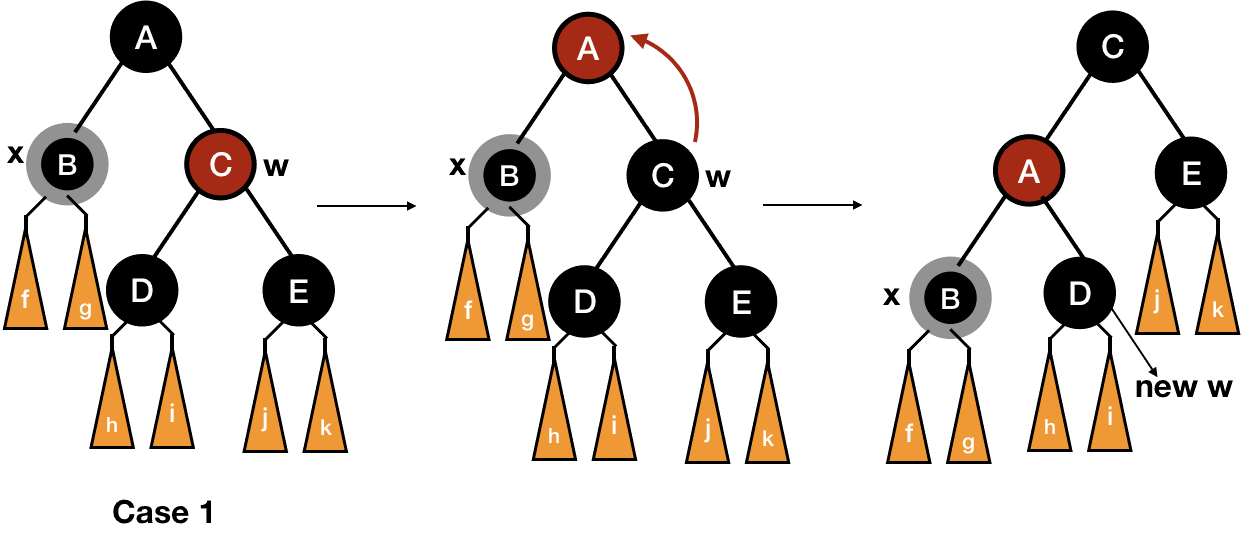 A
x B C w
D E
f g
h i j k
Case 1
A
x B C w
D E
f g
h i j k
C
A E
x B D
j k
new w
f g h i